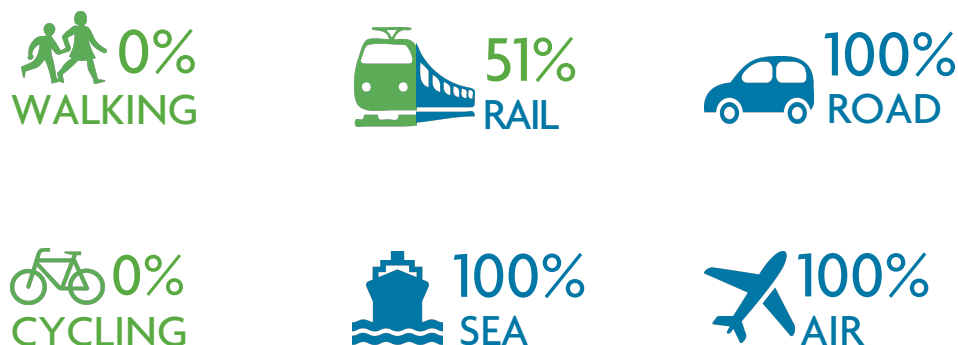 0%
WALKING
51%
RAIL
100%
ROAD
0%
CYCLING
100%
SEA
100%
AIR